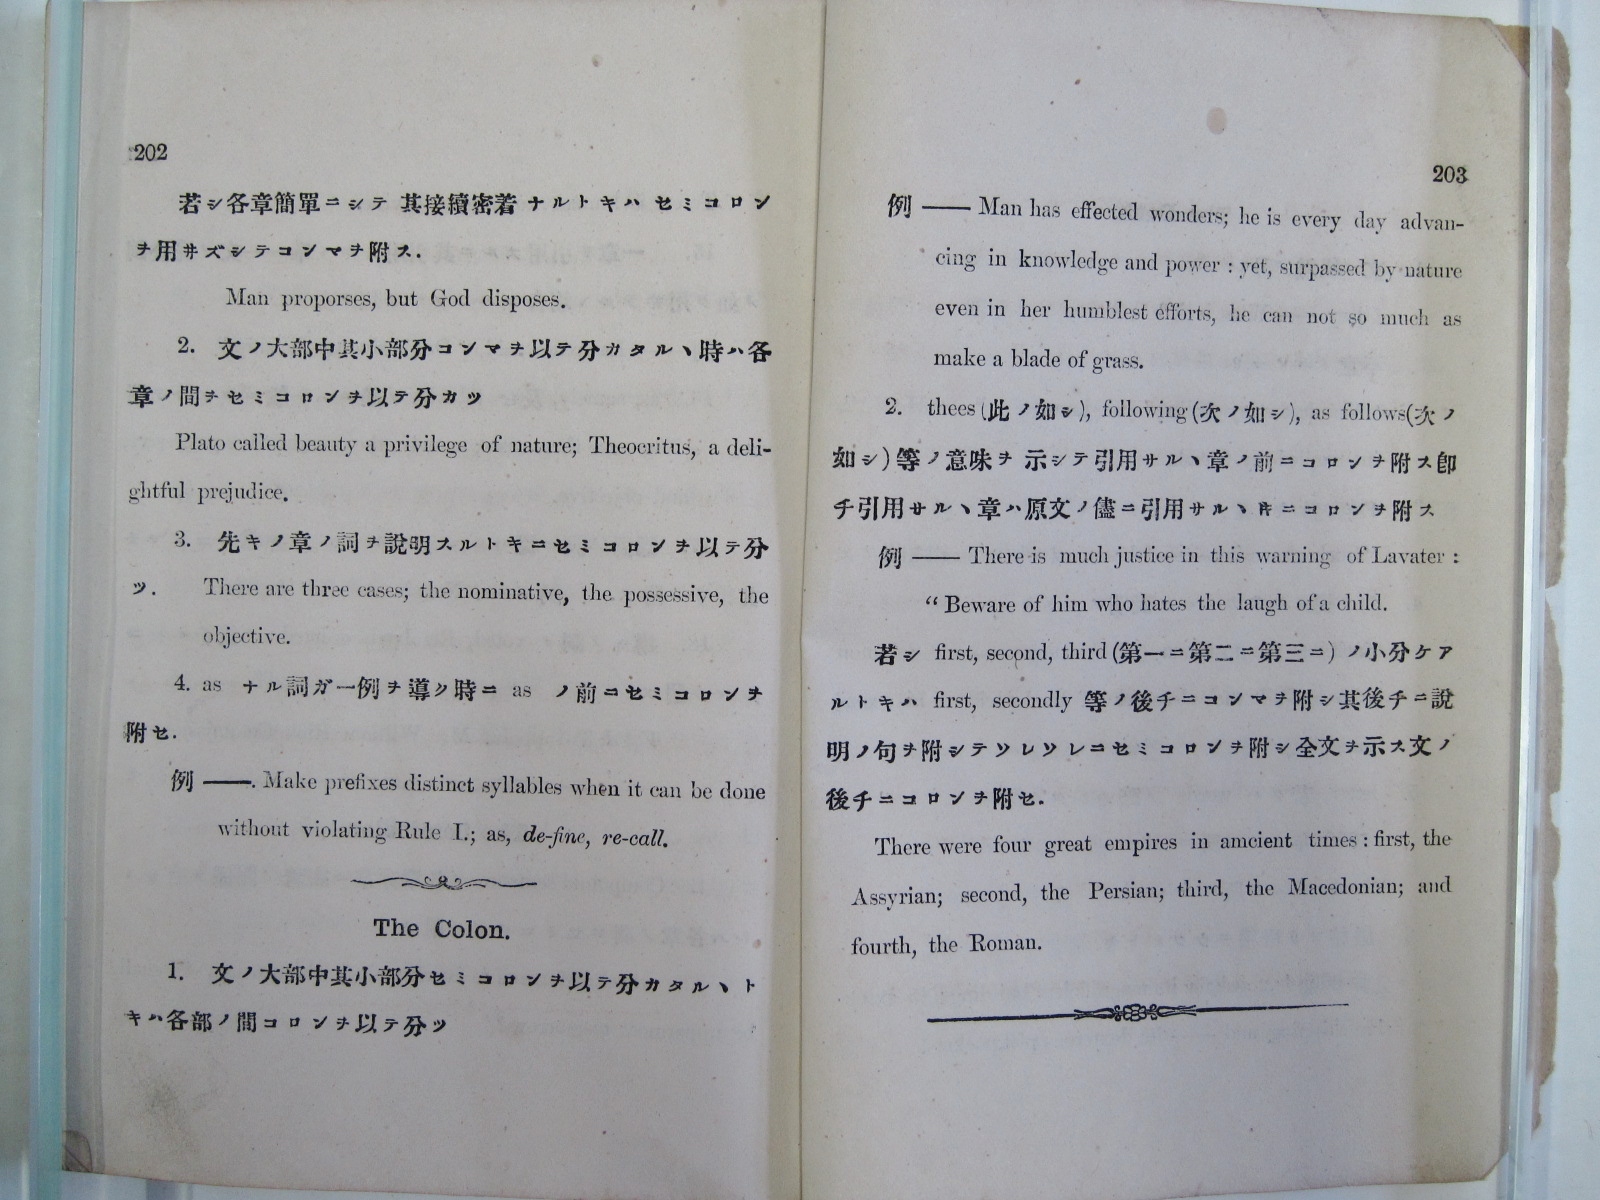 202
若シ各章簡單ニシテ其接續密着ナルトキハセミコロン
ヲ用井ズシテコンマヲ附ス.
Man proporses, but God disposes.
2. 文ノ大部中其小部分コンマヲ以テ分カタルヽ時ハ各
章ノ間ヲセミコロンヲ以テ分カツ
Plato called beauty a privilege of nature; Theocritus, a deli-
ghtful prejudice.
3. 先キノ章ノ詞ヲ說明スルトキニセミコロンヲ以テ分
ツ. There are three cases; the nominative, the possessive, the
objective.
4. as ナル詞ガ一例ヲ導ク時ニ as ノ前ニセミコロンヲ
附セ.
例 ——. Make prefixes distinct syllables when it can be done
without violating Rule I.; as, de-fine, re-call.
The Colon.
1. 文ノ大部中其小部分セミコロンヲ以テ分カタルヽト
キハ各部ノ間コロンヲ以テ分ツ
203
例 —— Man has effected wonders; he is every day advan-
cing in knowledge and power : yet, surpassed by nature
even in her humblest efforts, he can not so much as
make a blade of grass.
2. thees (此ノ如シ), following (次ノ如シ), as follows (次ノ
如シ) 等ノ意味ヲ示シテ引用サルヽ章ノ前ニコロンヲ附ス卽
チ引用サルヽ章ハ原文ノ儘ニ引用サルヽ𪜈ニコロンヲ附ス
例 —— There is much justice in this warning of Lavater :
“ Beware of him who hates the laugh of a child.
若シ first, second, third (第一ニ第二ニ第三ニ) ノ小分ケア
ルトキハ first, secondly 等ノ後チニコンマヲ附シ其後チニ說
明ノ句ヲ附シテソレソレニセミコロンヲ附シ全文ヲ示ス文ノ
後チニコロンヲ附セ.
There were four great empires in amcient times : first, the
Assyrian; second, the Persian; third, the Macedonian; and
fourth, the Roman.